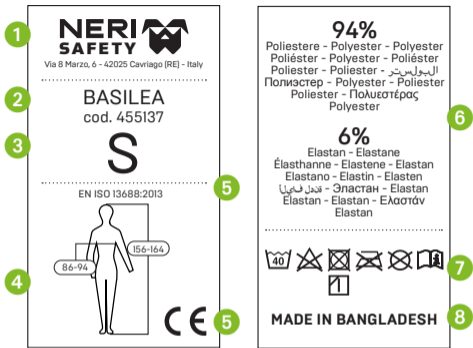 1
NERI
SAFETY
Via 8 Marzo, 6 - 42025 Cavriago (RE) - Italy
2
BASILEA
cod. 455137
3
S
5
EN ISO 13688:2013
156-164
86-94
4
CE
5
94%
Poliestere - Polyester - Polyester
Poliéster - Polyester - Poliéster
Poliester - Poliester - البوليستر
Полиэстер - Polyester - Poliester
Poliester - Πολυεστέρας
Polyester
6
6%
Elastan - Elastane
Élasthanne - Elastene - Elastan
Elastano - Elastin - Elasten
Эластан - Elastan
Elastan - Elastan - Ελαστάν
Elastan
40
7
1
8
MADE IN BANGLADESH